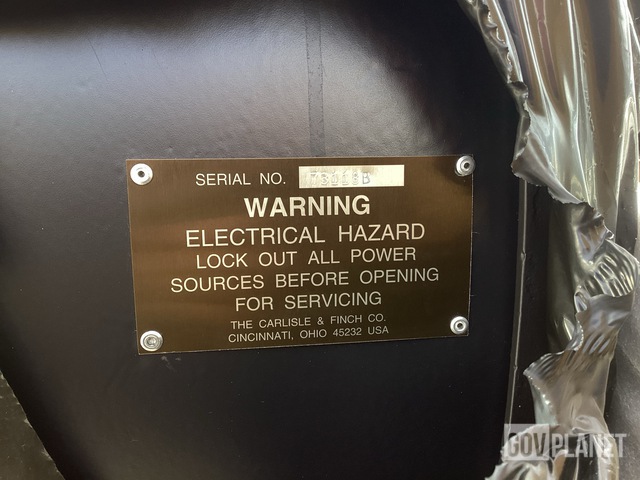 SERIAL NO.
WARNING
ELECTRICAL HAZARD
LOCK OUT ALL POWER
SOURCES BEFORE OPENING
FOR SERVICING
THE CARLISLE & FINCH CO.
CINCINNATI, OHIO 45232 USA
GOVPLANET